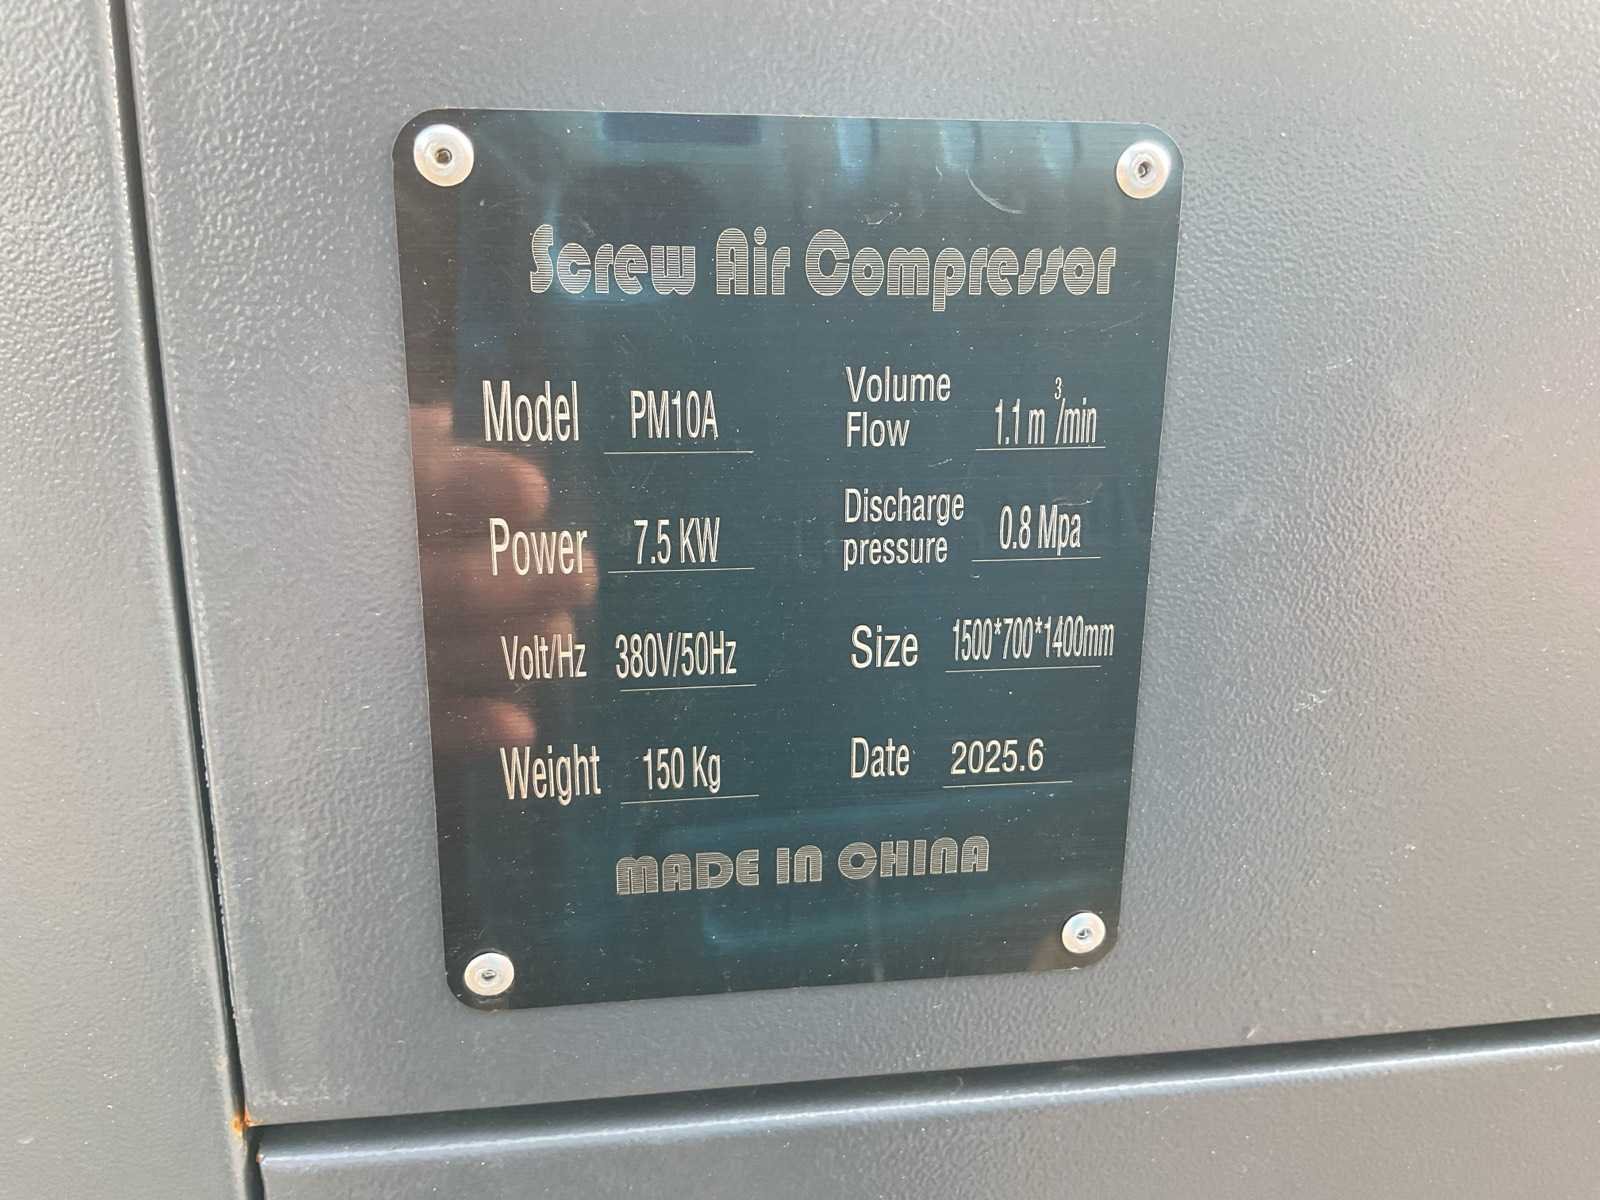 Screw Air Compressor
Model PM10A
Volume
Flow 1.1 m³/min
Power 7.5 KW
Discharge
pressure 0.8 Mpa
Volt/Hz 380V/50Hz
Size 1500*700*1400mm
Weight 150 Kg
Date 2025.6
MADE IN CHINA